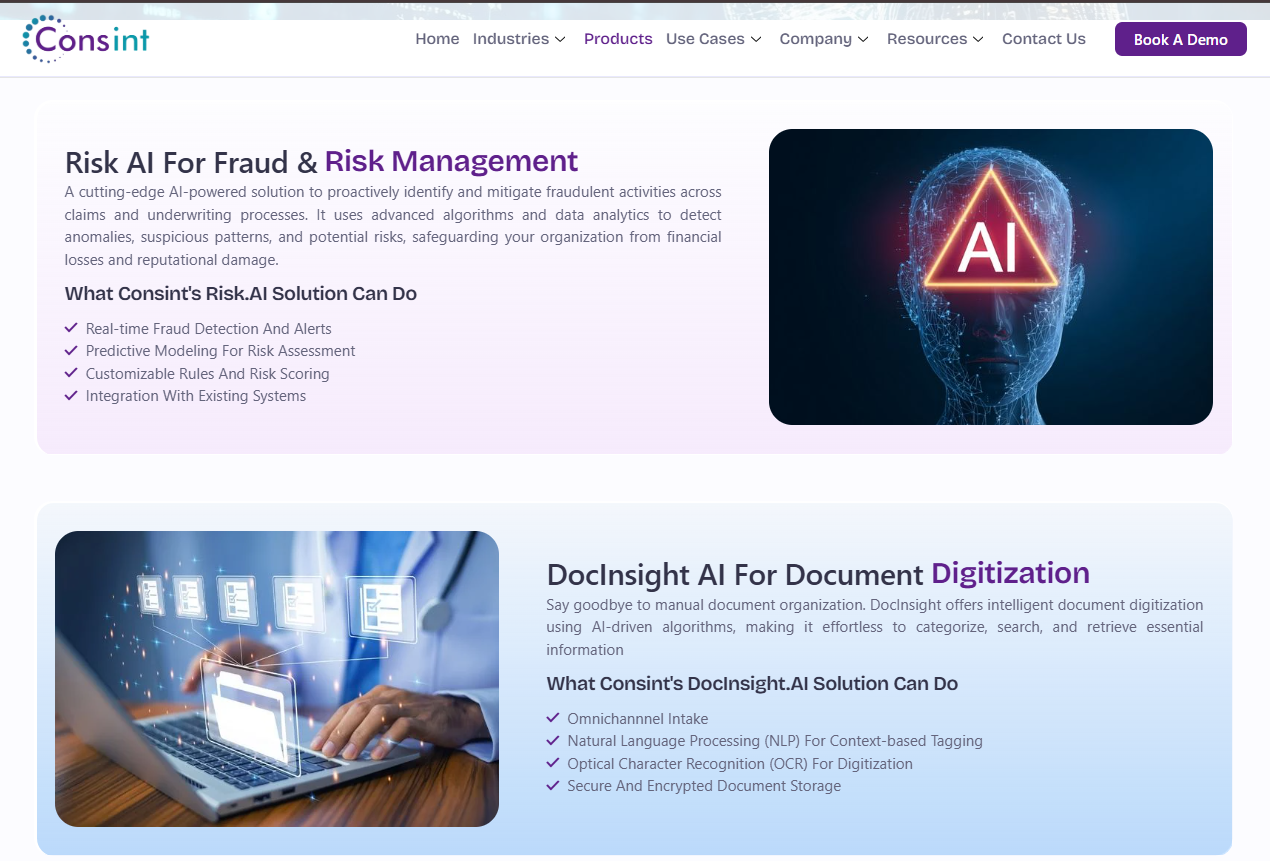 Consint
Home Industries Products Use Cases Company Resources Contact Us Book A Demo
Risk AI For Fraud & Risk Management
A cutting-edge AI-powered solution to proactively identify and mitigate fraudulent activities across
claims and underwriting processes. It uses advanced algorithms and data analytics to detect
anomalies, suspicious patterns, and potential risks, safeguarding your organization from financial
losses and reputational damage.
What Consint's Risk.AI Solution Can Do
Real-time Fraud Detection And Alerts
Predictive Modeling For Risk Assessment
Customizable Rules And Risk Scoring
Integration With Existing Systems
AI
DocInsight AI For Document Digitization
Say goodbye to manual document organization. DocInsight offers intelligent document digitization
using AI-driven algorithms, making it effortless to categorize, search, and retrieve essential
information
What Consint's DocInsight.AI Solution Can Do
Omnichannnel Intake
Natural Language Processing (NLP) For Context-based Tagging
Optical Character Recognition (OCR) For Digitization
Secure And Encrypted Document Storage